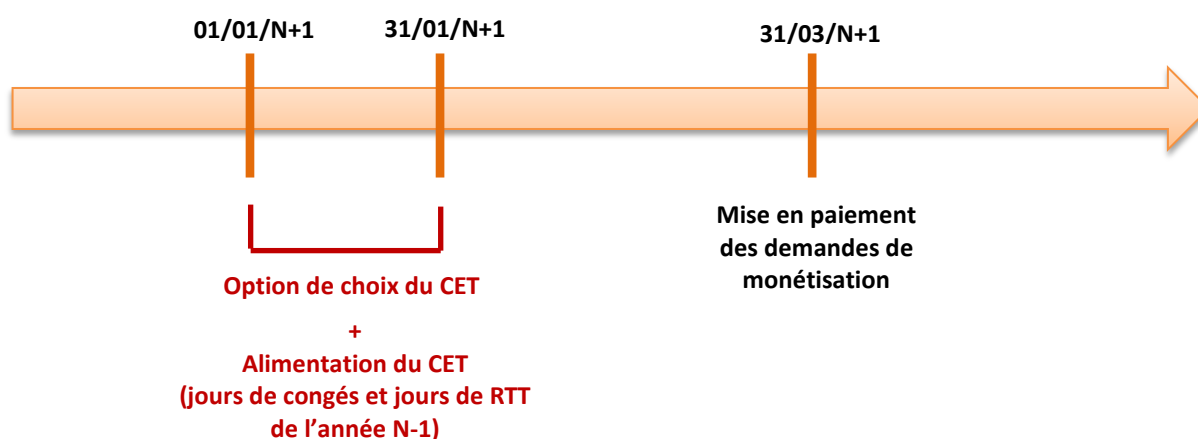 01/01/N+1
31/01/N+1
31/03/N+1
Option de choix du CET
+
Alimentation du CET
(jours de congés et jours de RTT
de l’année N-1)
Mise en paiement
des demandes de
monétisation